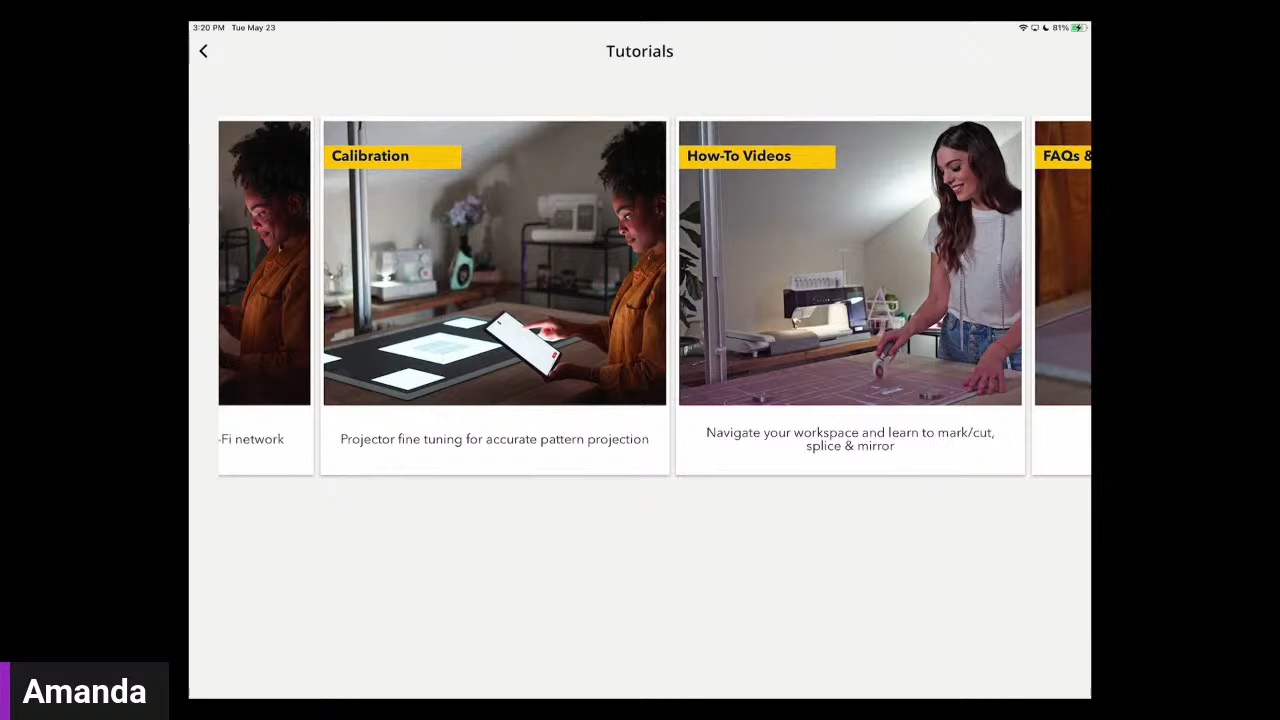 3:20 PM Tue May 23
81%
Tutorials
Calibration
How-To Videos
FAQs &
-Fi network
Projector fine tuning for accurate pattern projection
Navigate your workspace and learn to mark/cut,
splice & mirror
Amanda